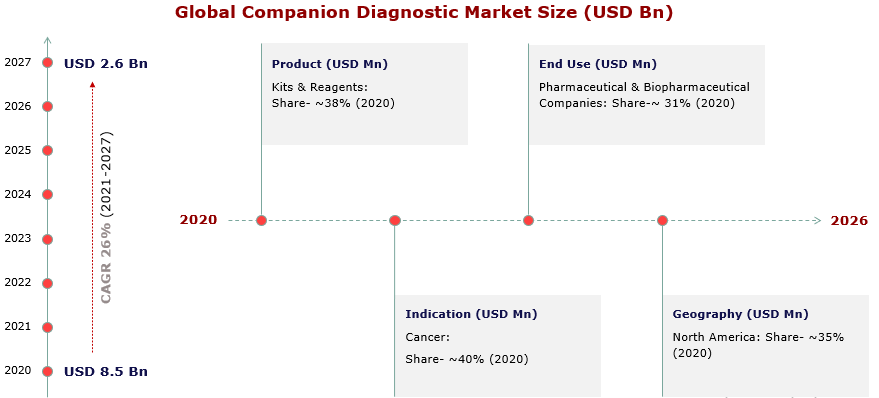 Global Companion Diagnostic Market Size (USD Bn)
2027
USD 2.6 Bn
2026
2025
2024
2023
2022
2021
2020
USD 8.5 Bn
CAGR 26% (2021-2027)
Product (USD Mn)
Kits & Reagents:
Share- ~38% (2020)
End Use (USD Mn)
Pharmaceutical & Biopharmaceutical
Companies: Share-~ 31% (2020)
2020
2026
Indication (USD Mn)
Cancer:
Share- ~40% (2020)
Geography (USD Mn)
North America: Share- ~35%
(2020)